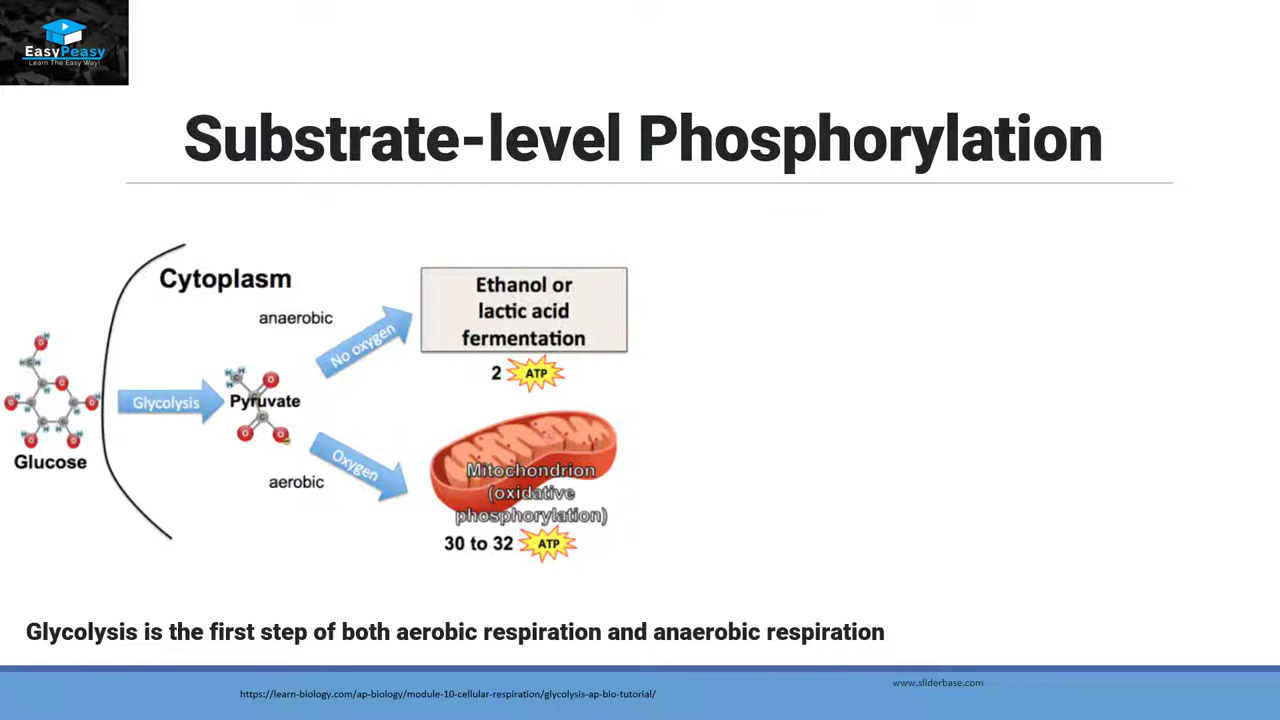 EasyPeasy
Learn The Easy Way!
Substrate-level Phosphorylation
Cytoplasm
anaerobic
No oxygen
Ethanol or
lactic acid
fermentation
2 ATP
Glycolysis
Pyruvate
Glucose
Oxygen
aerobic
Mitochondrion
(oxidative
phosphorylation)
30 to 32 ATP
Glycolysis is the first step of both aerobic respiration and anaerobic respiration
www.sliderbase.com
https://learn-biology.com/ap-biology/module-10-cellular-respiration/glycolysis-ap-bio-tutorial/